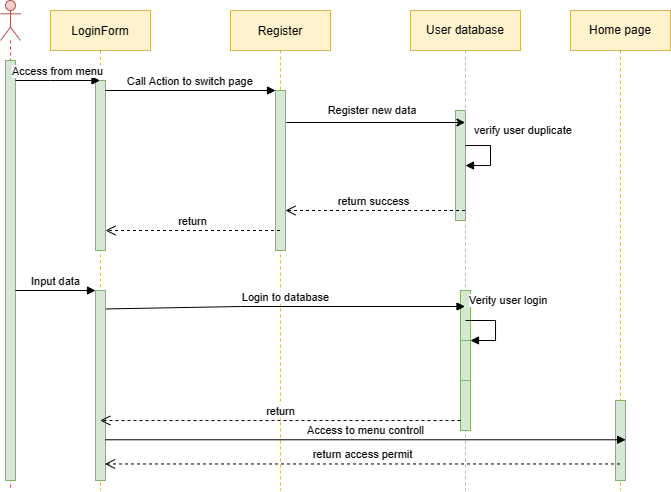 LoginForm
Register
User database
Home page
Access from menu
Call Action to switch page
Register new data
verify user duplicate
return success
return
Input data
Login to database
Verify user login
return
Access to menu controll
return access permit